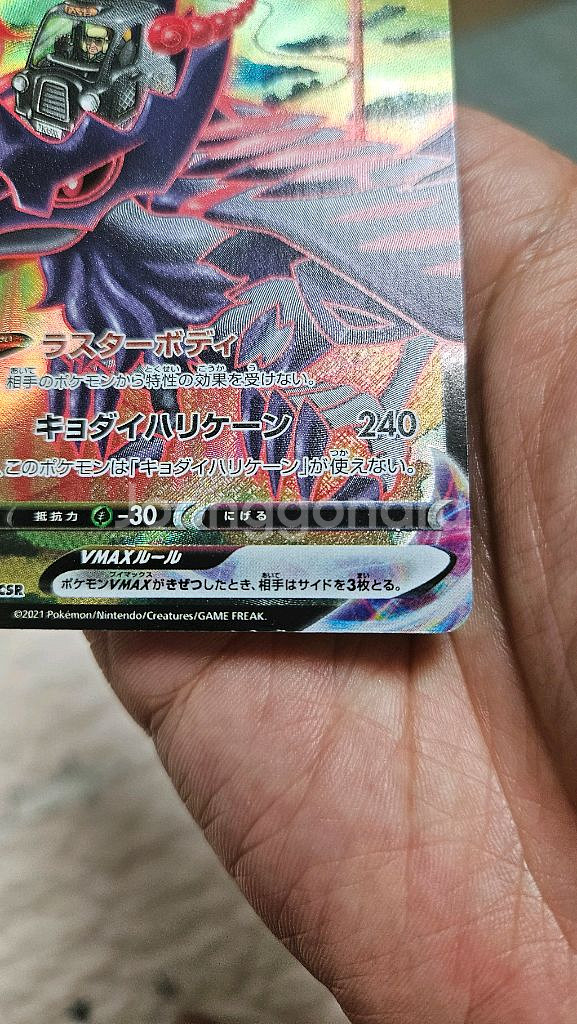 TAXI
ラスターボディ
相手のポケモンから特性の効果を受けない。
キョダイハリケーン 240
このポケモンは「キョダイハリケーン」が使えない。
抵抗力 -30 にげる
VMAXルール
ポケモンVMAXがきぜつしたとき、相手はサイドを3枚とる。
CSR
©2021 Pokémon/Nintendo/Creatures/GAME FREAK.